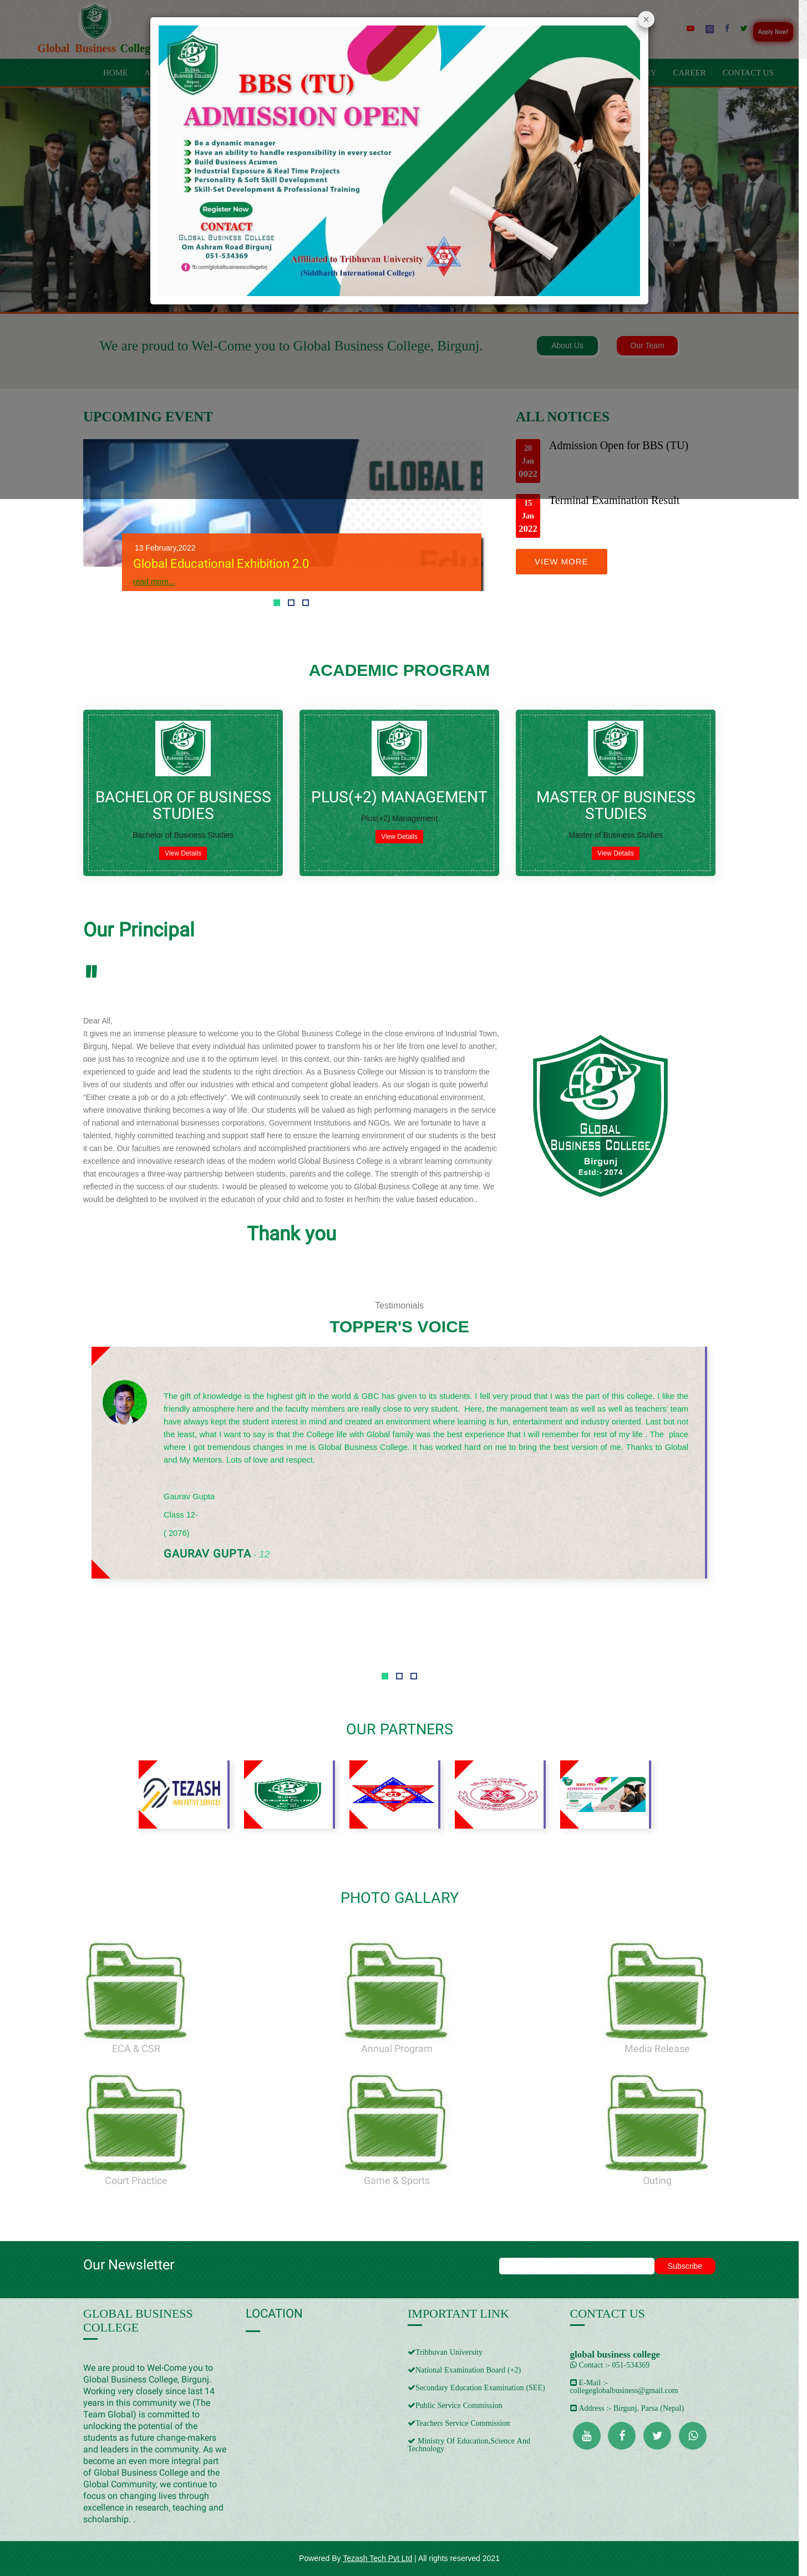 Global Business Colleg
Apply Now!
HOME
A
RY
CAREER
CONTACT US
×
GLOBAL
BUSINESS COLLEGE
Birgunj
Estd:- 2074
BBS (TU)
ADMISSION OPEN
Be a dynamic manager
Have an ability to handle responsibility in every sector
Build Business Acumen
Industrial Exposure & Real Time Projects
Personality & Soft Skill Development
Skill-Set Development & Professional Training
Register Now
CONTACT
GLOBAL BUSINESS COLLEGE
Om Ashram Road Birgunj
051-534369
fb.com/globalbusinesscollegebrj
Affiliated to Tribhuvan University
(Siddharth International College)
We are proud to Wel-Come you to Global Business College, Birgunj.
About Us
Our Team
UPCOMING EVENT
GLOBAL B
Educ
13 February,2022
Global Educational Exhibition 2.0
read more...
ALL NOTICES
20
Jan
0022
Admission Open for BBS (TU)
15
Jan
2022
Terminal Examination Result
VIEW MORE
ACADEMIC PROGRAM
GLOBAL
BUSINESS COLLEGE
BACHELOR OF BUSINESS
STUDIES
Bachelor of Business Studies
View Details
GLOBAL
BUSINESS COLLEGE
PLUS(+2) MANAGEMENT
Plus(+2) Management
View Details
GLOBAL
BUSINESS COLLEGE
MASTER OF BUSINESS
STUDIES
Master of Business Studies
View Details
Our Principal
"
Dear All,
It gives me an immense pleasure to welcome you to the Global Business College in the close environs of Industrial Town,
Birgunj, Nepal. We believe that every individual has unlimited power to transform his or her life from one level to another;
one just has to recognize and use it to the optimum level. In this context, our thin- tanks are highly qualified and
experienced to guide and lead the students to the right direction. As a Business College our Mission is to transform the
lives of our students and offer our industries with ethical and competent global leaders. As our slogan is quite powerful
“Either create a job or do a job effectively”. We will continuously seek to create an enriching educational environment,
where innovative thinking becomes a way of life. Our students will be valued as high performing managers in the service
of national and international businesses corporations, Government Institutions and NGOs. We are fortunate to have a
talented, highly committed teaching and support staff here to ensure the learning environment of our students is the best
it can be. Our faculties are renowned scholars and accomplished practitioners who are actively engaged in the academic
excellence and innovative research ideas of the modern world Global Business College is a vibrant learning community
that encourages a three-way partnership between students, parents and the college. The strength of this partnership is
reflected in the success of our students. I would be pleased to welcome you to Global Business College at any time. We
would be delighted to be involved in the education of your child and to foster in her/him the value based education..
Thank you
GLOBAL
BUSINESS COLLEGE
Birgunj
Estd:- 2074
Testimonials
TOPPER'S VOICE
The gift of knowledge is the highest gift in the world & GBC has given to its students. I fell very proud that I was the part of this college. I like the
friendly atmosphere here and the faculty members are really close to very student. Here, the management team as well as well as teachers' team
have always kept the student interest in mind and created an environment where learning is fun, entertainment and industry oriented. Last but not
the least, what I want to say is that the College life with Global family was the best experience that I will remember for rest of my life . The place
where I got tremendous changes in me is Global Business College. It has worked hard on me to bring the best version of me. Thanks to Global
and My Mentors. Lots of love and respect.
Gaurav Gupta
Class 12-
( 2076)
GAURAV GUPTA - 12
OUR PARTNERS
TEZASH
INNOVATIVE SERVICES
GLOBAL
BUSINESS COLLEGE
BBS (TU)
ADMISSION OPEN
PHOTO GALLARY
ECA & CSR
Annual Program
Media Release
Court Practice
Game & Sports
Outing
Our Newsletter
Subscribe
GLOBAL BUSINESS
COLLEGE
We are proud to Wel-Come you to
Global Business College, Birgunj.
Working very closely since last 14
years in this community we (The
Team Global) is committed to
unlocking the potential of the
students as future change-makers
and leaders in the community. As we
become an even more integral part
of Global Business College and the
Global Community, we continue to
focus on changing lives through
excellence in research, teaching and
scholarship. .
LOCATION
IMPORTANT LINK
Tribhuvan University
National Examination Board (+2)
Secondary Education Examination (SEE)
Public Service Commission
Teachers Service Commission
Ministry Of Education,Science And
Technology
CONTACT US
global business college
Contact :- 051-534369
E-Mail :-
collegeglobalbusiness@gmail.com
Address :- Birgunj, Parsa (Nepal)
Powered By Tezash Tech Pvt Ltd | All rights reserved 2021